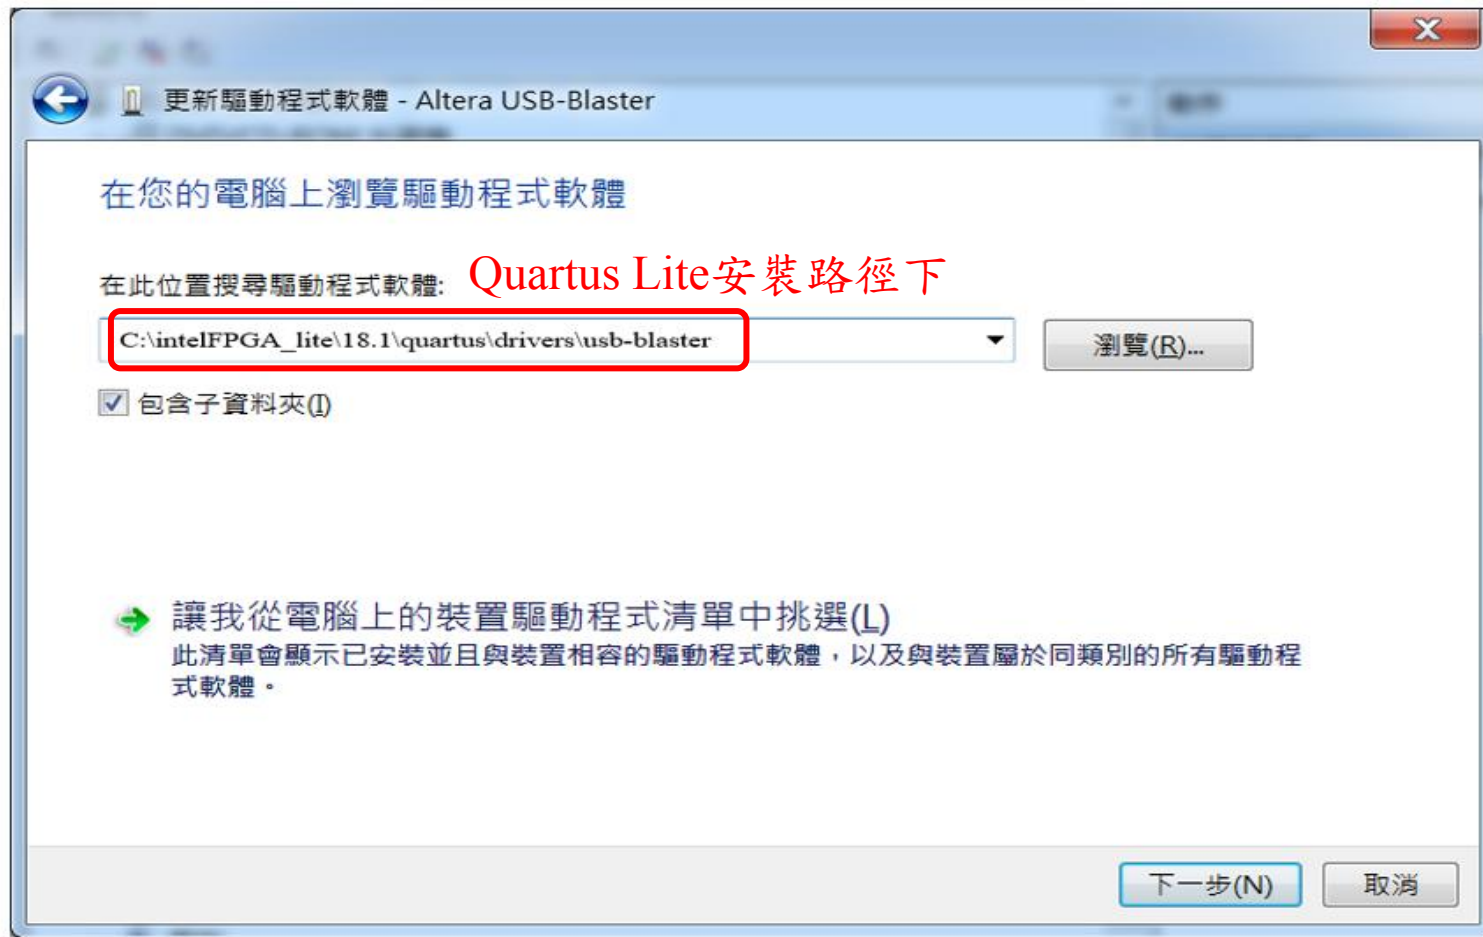 更新驅動程式軟體 - Altera USB-Blaster
在您的電腦上瀏覽驅動程式軟體
在此位置搜尋驅動程式軟體:
Quartus Lite安裝路徑下
C:\intelFPGA_lite\18.1\quartus\drivers\usb-blaster
瀏覽(R)...
包含子資料夾(I)
讓我從電腦上的裝置驅動程式清單中挑選(L)
此清單會顯示已安裝並且與裝置相容的驅動程式軟體，以及與裝置屬於同類別的所有驅動程
式軟體。
下一步(N)
取消